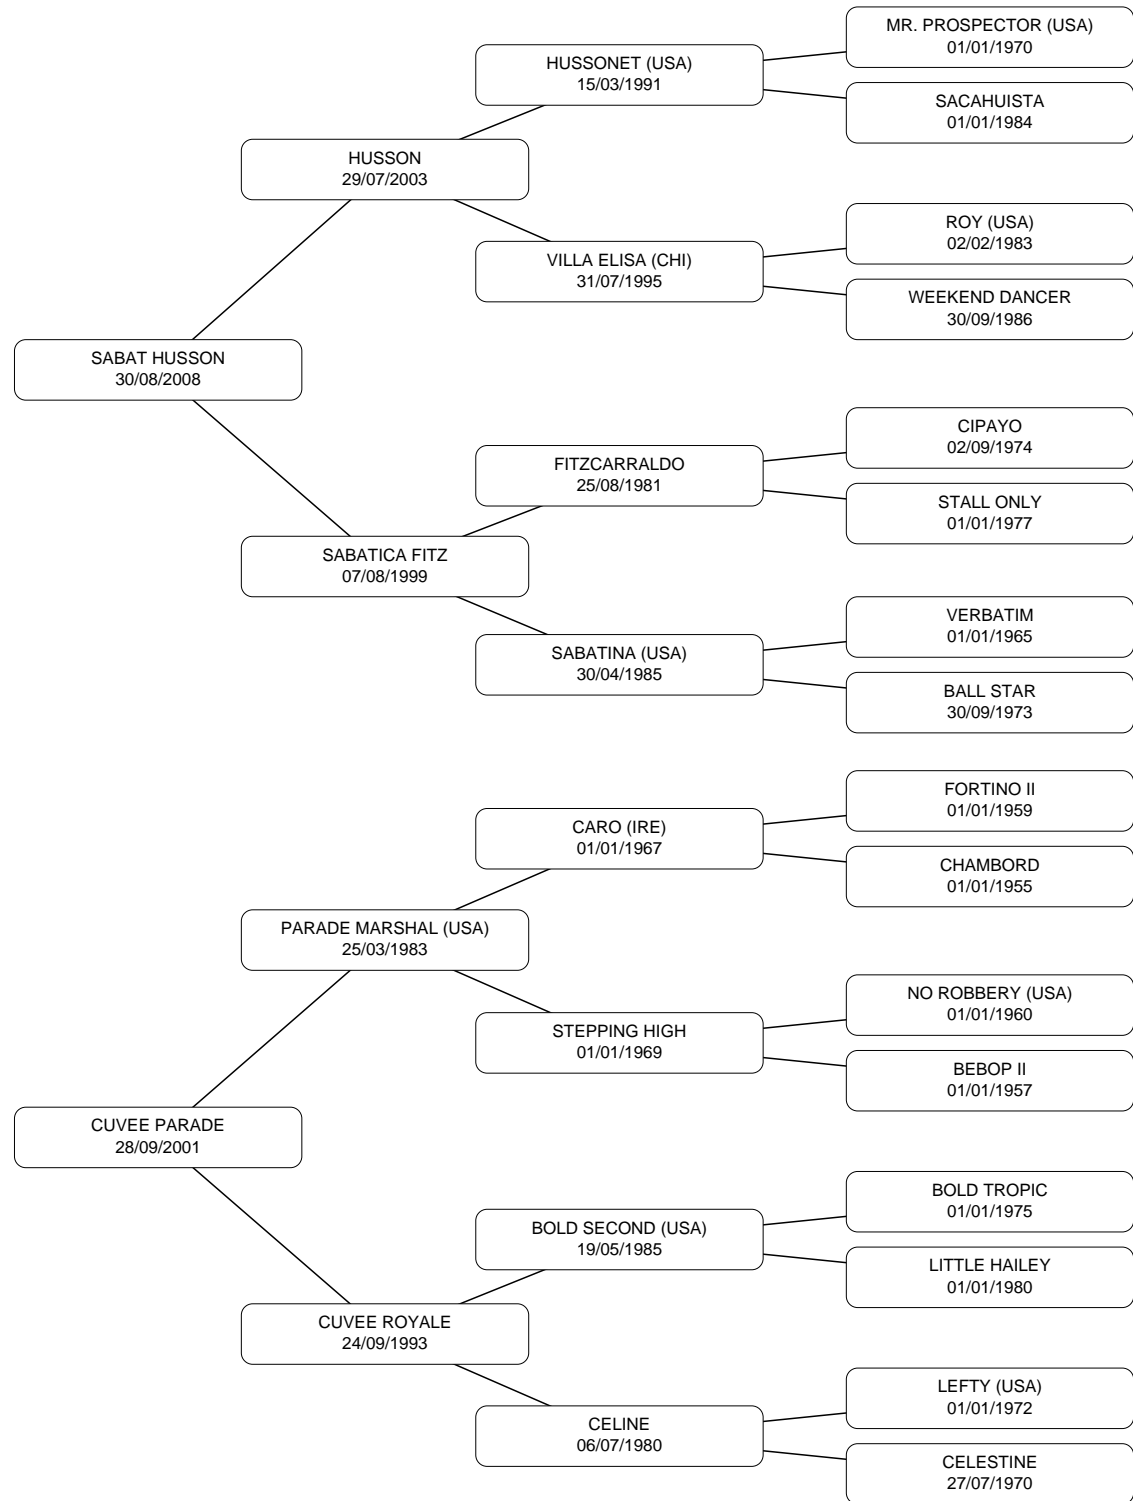 MR. PROSPECTOR (USA)
01/01/1970
HUSSONET (USA)
15/03/1991
SACAHUISTA
01/01/1984
HUSSON
29/07/2003
ROY (USA)
02/02/1983
VILLA ELISA (CHI)
31/07/1995
WEEKEND DANCER
30/09/1986
SABAT HUSSON
30/08/2008
CIPAYO
02/09/1974
FITZCARRALDO
25/08/1981
STALL ONLY
01/01/1977
SABATICA FITZ
07/08/1999
VERBATIM
01/01/1965
SABATINA (USA)
30/04/1985
BALL STAR
30/09/1973
FORTINO II
01/01/1959
CARO (IRE)
01/01/1967
CHAMBORD
01/01/1955
PARADE MARSHAL (USA)
25/03/1983
NO ROBBERY (USA)
01/01/1960
STEPPING HIGH
01/01/1969
BEBOP II
01/01/1957
CUVEE PARADE
28/09/2001
BOLD TROPIC
01/01/1975
BOLD SECOND (USA)
19/05/1985
LITTLE HAILEY
01/01/1980
CUVEE ROYALE
24/09/1993
LEFTY (USA)
01/01/1972
CELINE
06/07/1980
CELESTINE
27/07/1970